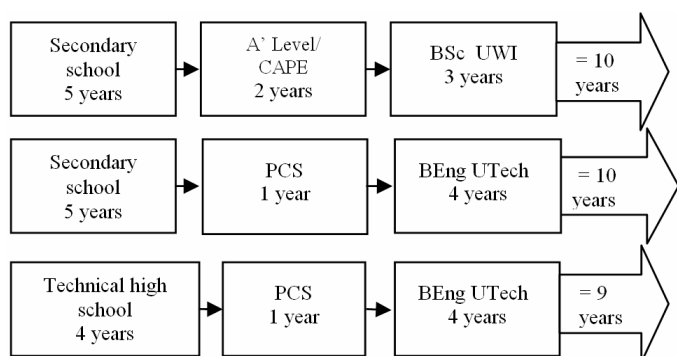 Secondary
school
5 years
A' Level/
CAPE
2 years
BSc UWI
3 years
= 10
years
Secondary
school
5 years
PCS
1 year
BEng UTech
4 years
= 10
years
Technical high
school
4 years
PCS
1 year
BEng UTech
4 years
= 9
years